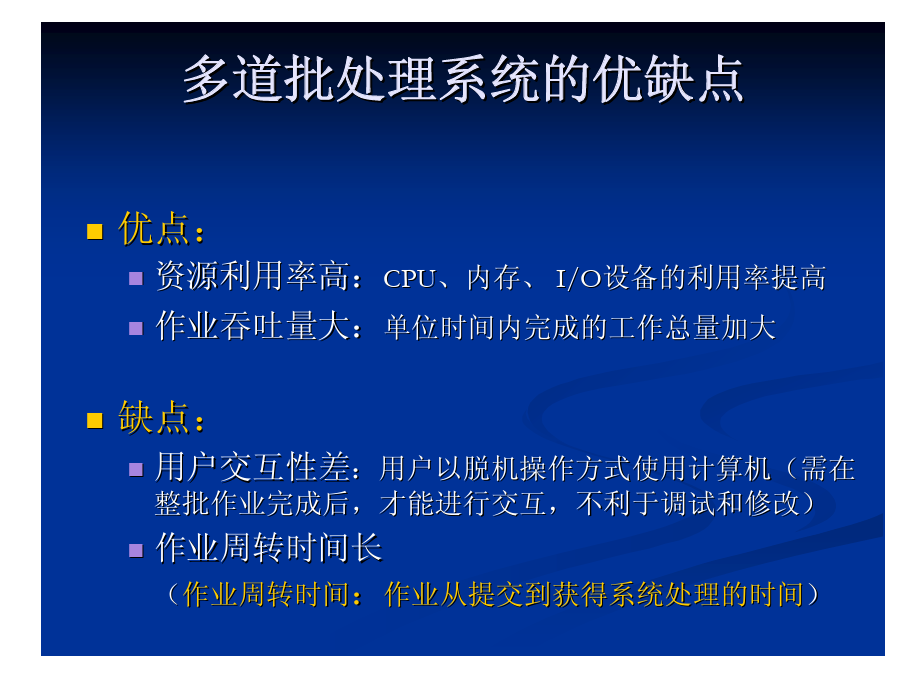 多道批处理系统的优缺点
优点：
资源利用率高：CPU、内存、 I/O设备的利用率提高
作业吞吐量大：单位时间内完成的工作总量加大
缺点：
用户交互性差：用户以脱机操作方式使用计算机（需在
整批作业完成后，才能进行交互，不利于调试和修改）
作业周转时间长
（作业周转时间： 作业从提交到获得系统处理的时间）